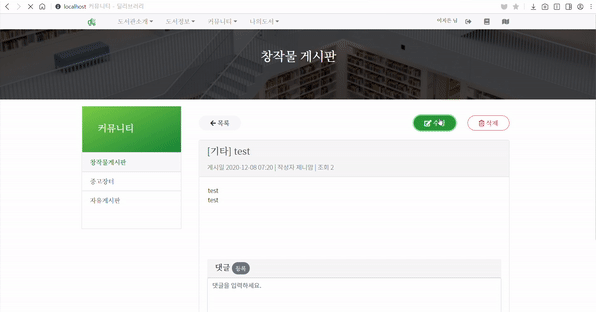 localhost 커뮤니티 - 딜리브러리
도서관소개 도서정보 커뮤니티 나의도서 이지은 님
창작물 게시판
커뮤니티
창작물게시판
중고장터
자유게시판
목록 수정 삭제
[기타] test
게시일 2020-12-08 07:20 | 작성자 제니맘 | 조회 2
test
test
댓글 등록
댓글을 입력하세요.